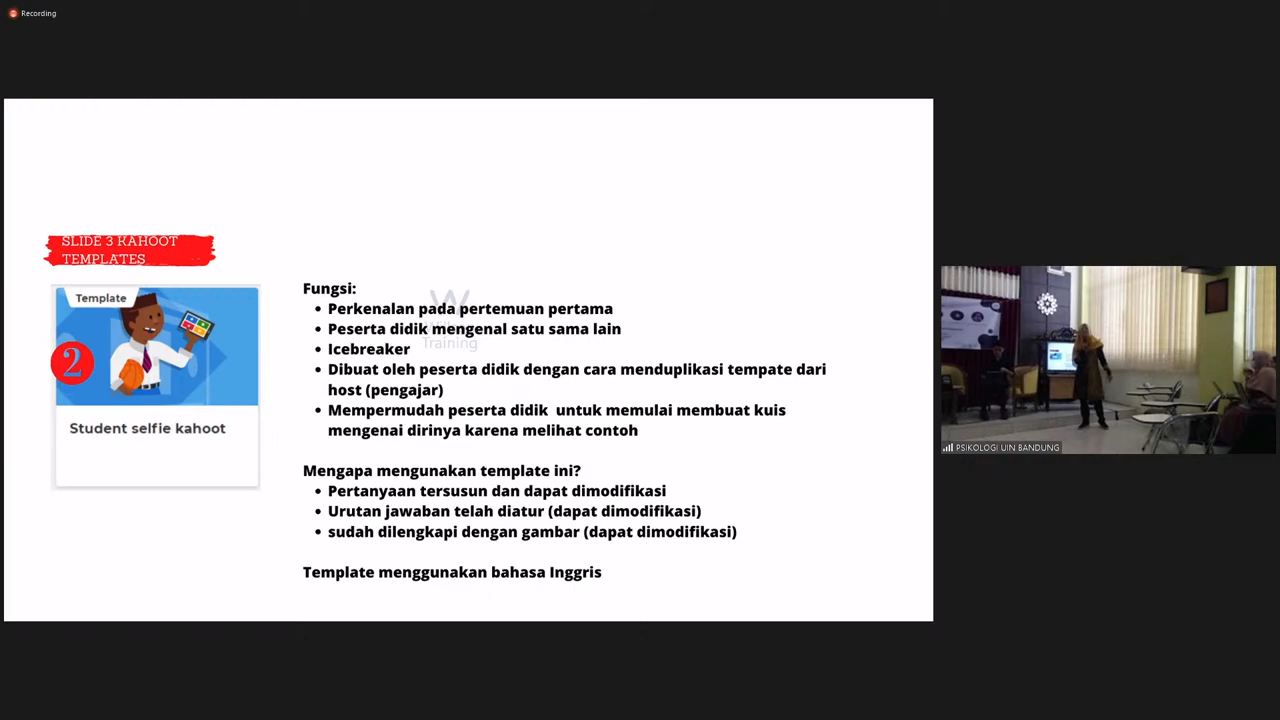 Recording
SLIDE 3 KAHOOT
TEMPLATES
Template
2
Student selfie kahoot
W
Training
Fungsi:
• Perkenalan pada pertemuan pertama
• Peserta didik mengenal satu sama lain
• Icebreaker
• Dibuat oleh peserta didik dengan cara menduplikasi tempate dari
host (pengajar)
• Mempermudah peserta didik untuk memulai membuat kuis
mengenai dirinya karena melihat contoh
Mengapa mengunakan template ini?
• Pertanyaan tersusun dan dapat dimodifikasi
• Urutan jawaban telah diatur (dapat dimodifikasi)
• sudah dilengkapi dengan gambar (dapat dimodifikasi)
Template menggunakan bahasa Inggris
PSIKOLOGI UIN BANDUNG